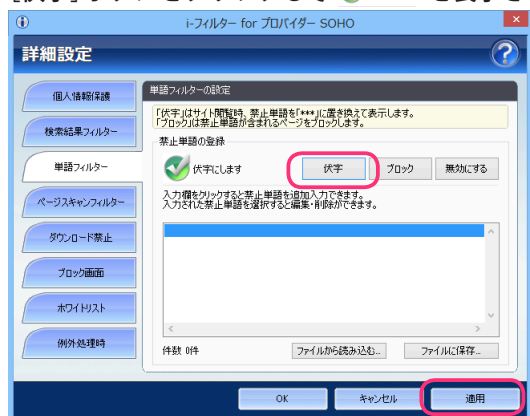 i-フィルター for プロバイダー SOHO
詳細設定
個人情報保護
検索結果フィルター
単語フィルター
ページスキャンフィルター
ダウンロード禁止
ブロック画面
ホワイトリスト
例外処理時
単語フィルターの設定
「伏字」はサイト閲覧時、禁止単語を「***」に置き換えて表示します。
「ブロック」は禁止単語が含まれるページをブロックします。
禁止単語の登録
伏字にします
伏字
ブロック
無効にする
入力欄をクリックすると禁止単語を追加入力できます。
入力された禁止単語を選択すると編集・削除ができます。
件数 0件
ファイルから読み込む...
ファイルに保存...
OK
キャンセル
適用